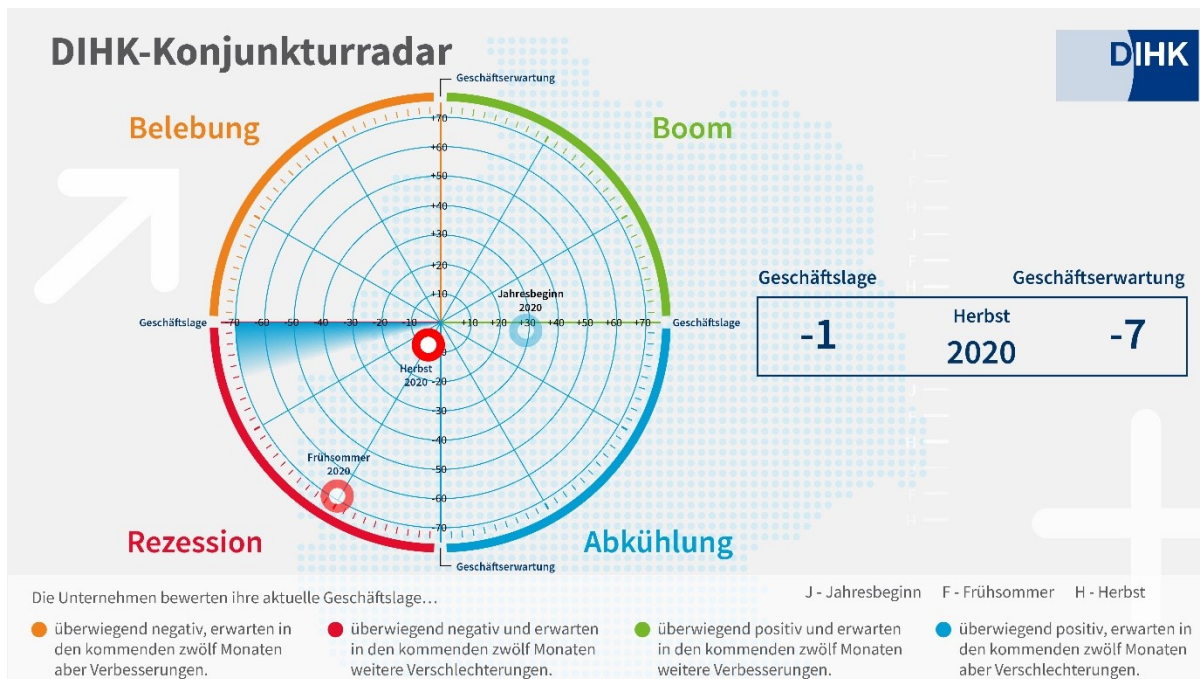 DIHK-Konjunkturradar
DIHK
Geschäftserwartung
Belebung
Boom
+70
+60
+50
+40
+30
+20
+10
Jahresbeginn
2020
Geschäftslage
-70 -60 -50 -40 -30 -20 -10
+10 +20 +30 +40 +50 +60 +70
Geschäftslage
Herbst
2020
-20
-30
-40
-50
-60
-70
Frühsommer
2020
Rezession
Abkühlung
Geschäftserwartung
Geschäftslage
Geschäftserwartung
-1
Herbst
2020
-7
J
F
H
J
F
H
J
F
H
H
J - Jahresbeginn F - Frühsommer H - Herbst
Die Unternehmen bewerten ihre aktuelle Geschäftslage…
überwiegend negativ, erwarten in
den kommenden zwölf Monaten
aber Verbesserungen.
überwiegend negativ und erwarten
in den kommenden zwölf Monaten
weitere Verschlechterungen.
überwiegend positiv und erwarten
in den kommenden zwölf Monaten
weitere Verbesserungen.
überwiegend positiv, erwarten in
den kommenden zwölf Monaten
aber Verschlechterungen.